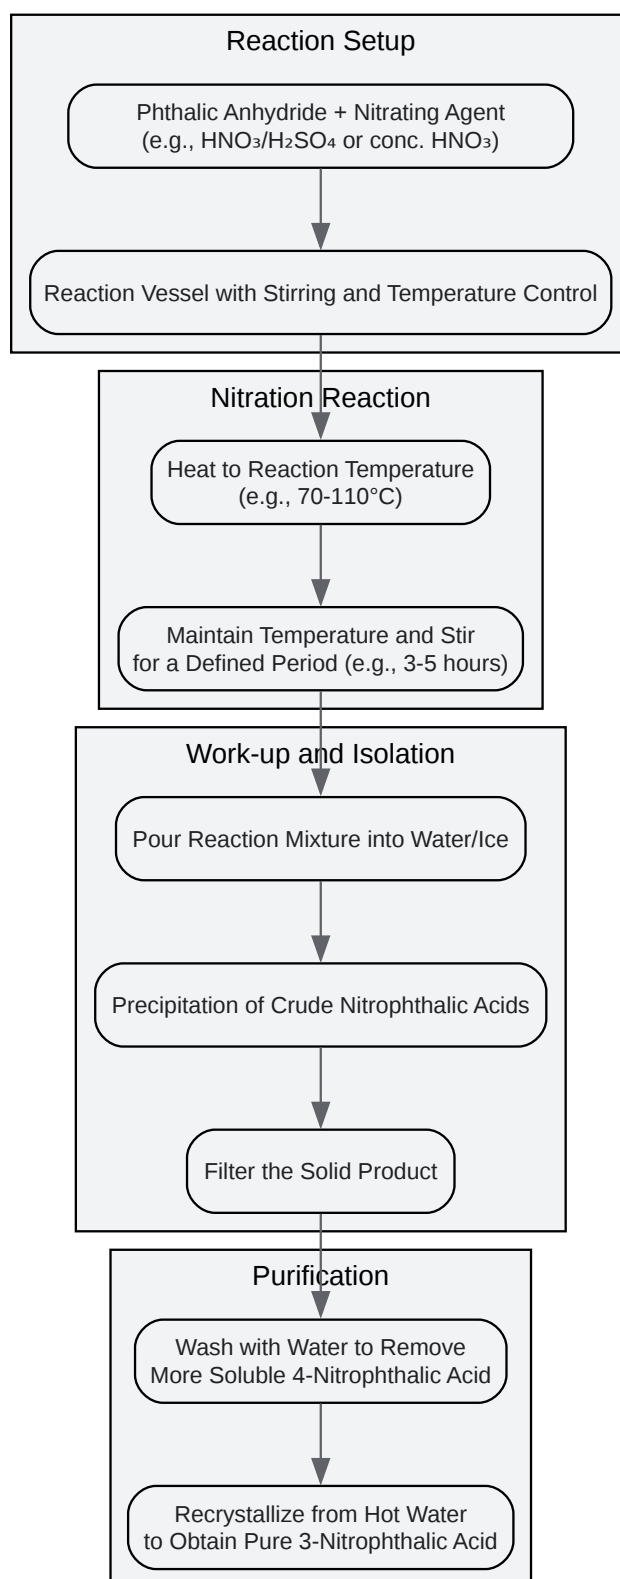 Reaction Setup
Phthalic Anhydride + Nitrating Agent
(e.g., HNO₃/H₂SO₄ or conc. HNO₃)
Reaction Vessel with Stirring and Temperature Control
Nitration Reaction
Heat to Reaction Temperature
(e.g., 70-110°C)
Maintain Temperature and Stir
for a Defined Period (e.g., 3-5 hours)
Work-up and Isolation
Pour Reaction Mixture into Water/Ice
Precipitation of Crude Nitrophthalic Acids
Filter the Solid Product
Purification
Wash with Water to Remove
More Soluble 4-Nitrophthalic Acid
Recrystallize from Hot Water
to Obtain Pure 3-Nitrophthalic Acid